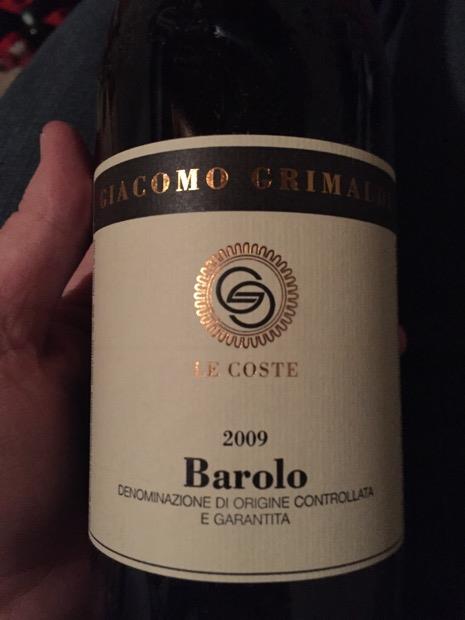 GIACOMO GRIMALDI
LE COSTE
2009
Barolo
DENOMINAZIONE DI ORIGINE CONTROLLATA
E GARANTITA